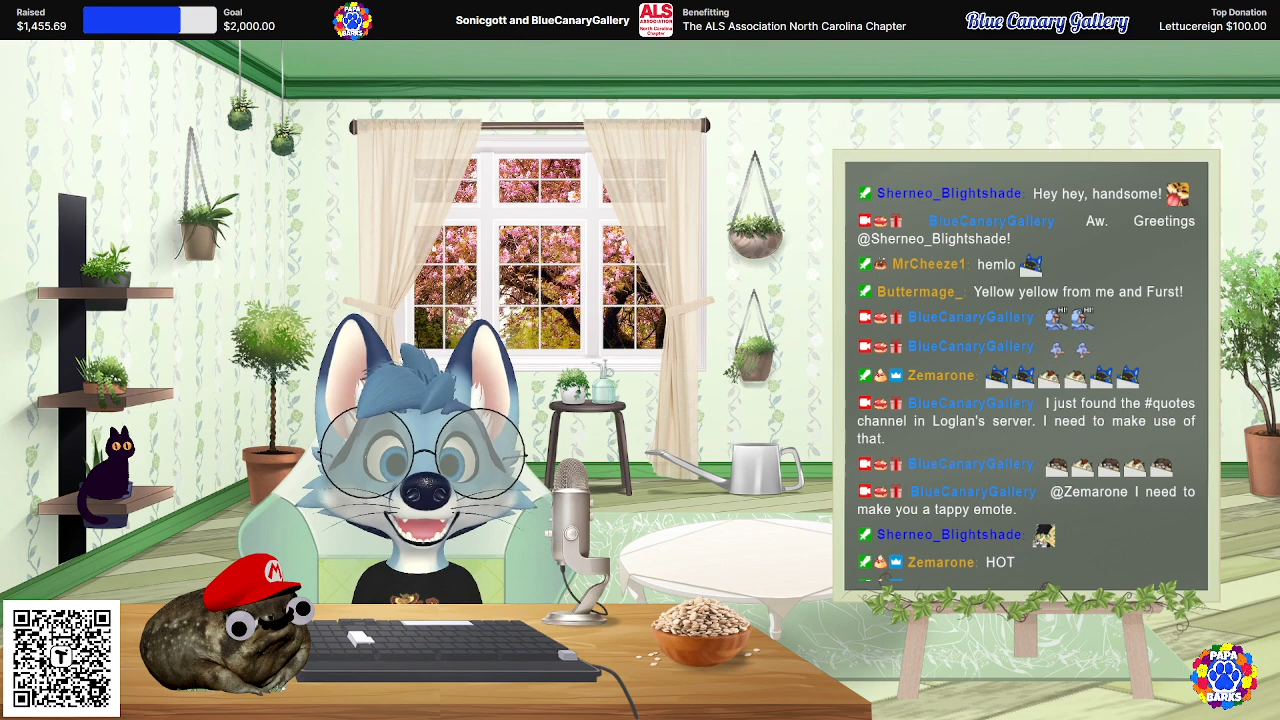 Raised
$1,455.69
Goal
$2,000.00
PAPA
BARKS
Sonicgott and BlueCanaryGallery
ALS
ASSOCIATION
North Carolina
Chapter
Benefitting
The ALS Association North Carolina Chapter
Blue Canary Gallery
Top Donation
Lettucereign $100.00
Sherneo_Blightshade: Hey hey, handsome!
BlueCanaryGallery Aw. Greetings
@Sherneo_Blightshade!
MrCheeze1: hemlo
Buttermage_: Yellow yellow from me and Furst!
BlueCanaryGallery HI! HI!
BlueCanaryGallery
Zemarone:
BlueCanaryGallery I just found the #quotes
channel in Loglan's server. I need to make use of
that.
BlueCanaryGallery
BlueCanaryGallery @Zemarone I need to
make you a tappy emote.
Sherneo_Blightshade:
Zemarone: HOT
M
T
PAPA
BARKS